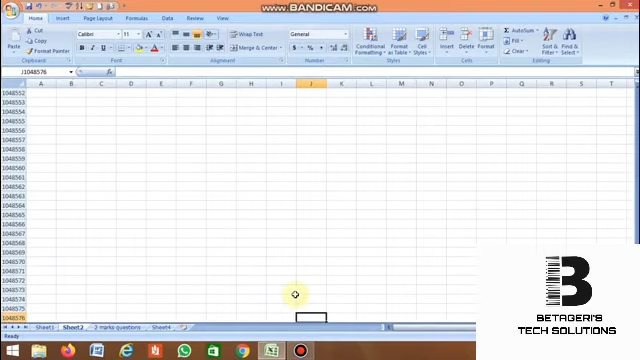 www.BANDICAM.com
Home Insert Page Layout Formulas Data Review View
Cut
Copy
Format Painter
Paste
Clipboard
Calibri 11
Font
Wrap Text
Merge & Center
Alignment
General
Number
Conditional Formatting
Format as Table
Cell Styles
Styles
Insert Delete Format
Cells
AutoSum
Fill
Clear
Sort & Filter
Find & Select
Editing
J1048576 fx
A B C D E F G H I J K L M N O P Q R S T
1048552
1048553
1048554
1048555
1048556
1048557
1048558
1048559
1048560
1048561
1048562
1048563
1048564
1048565
1048566
1048567
1048568
1048569
1048570
1048571
1048572
1048573
1048574
1048575
1048576
Sheet1 Sheet2 2 marks questions Sheet4
Ready
B
BETAGERI'S
TECH SOLUTIONS